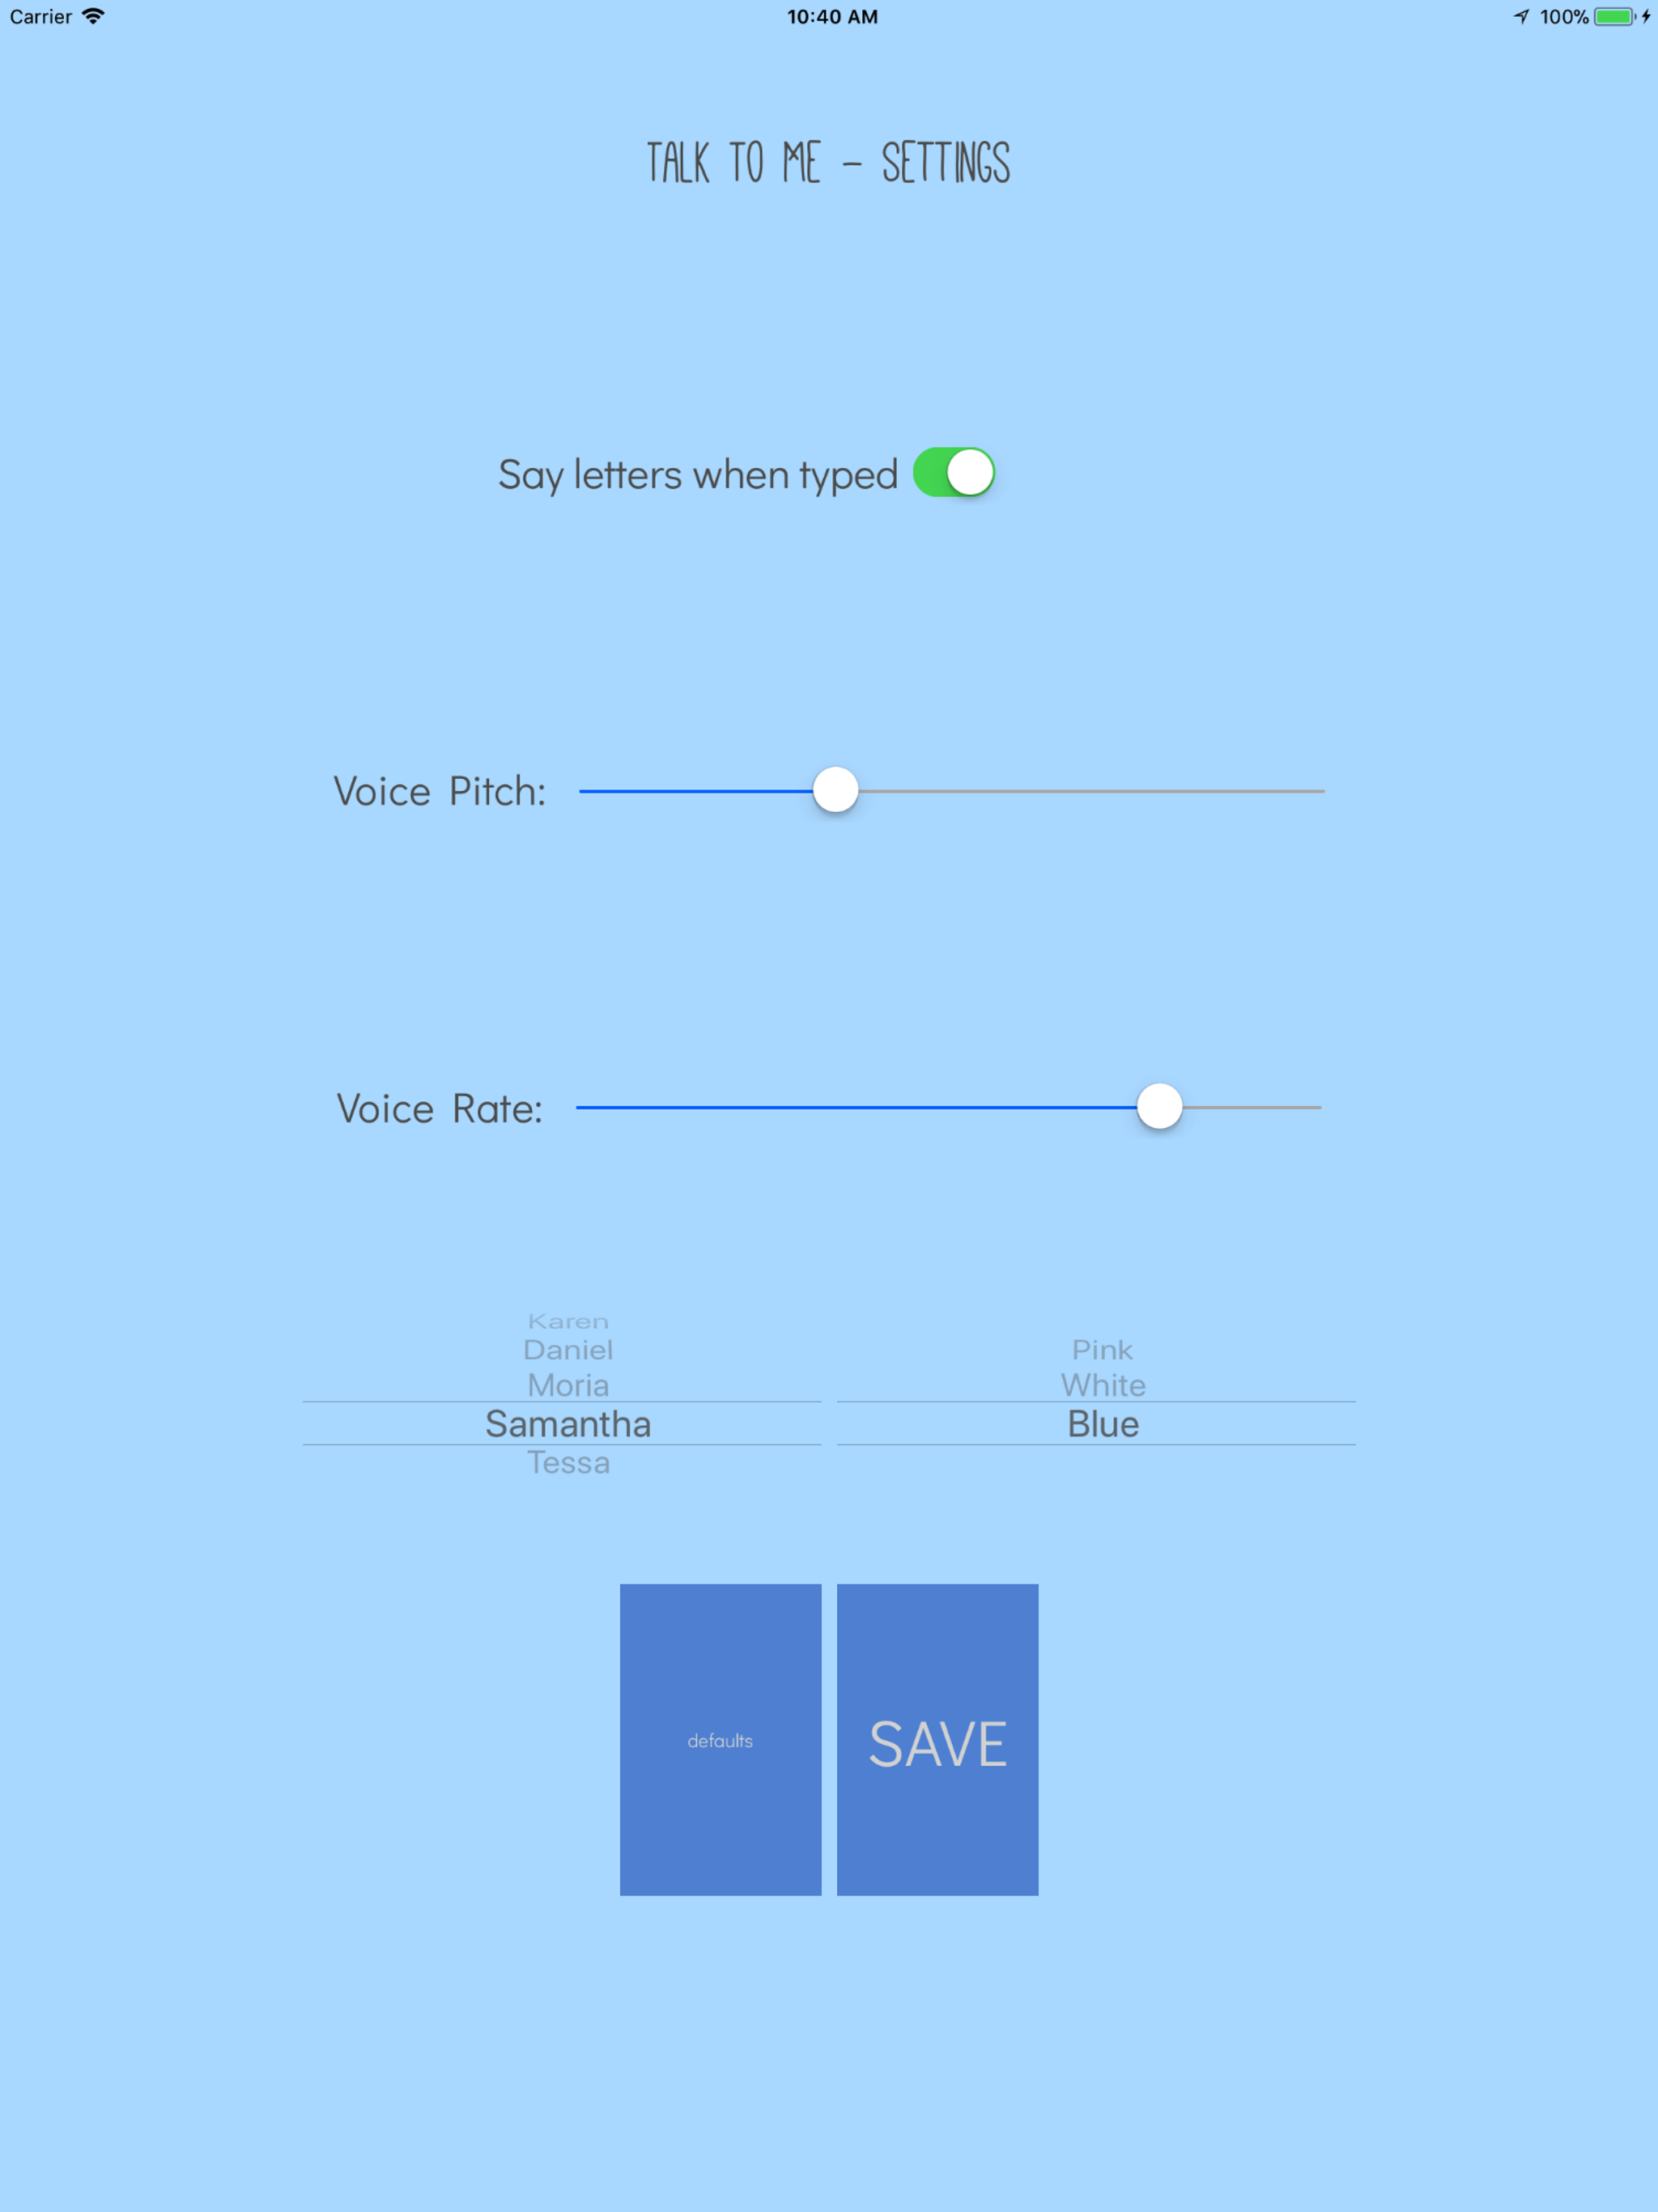 Carrier 10:40 AM 100%
TALK TO ME - SETTINGS
Say letters when typed
Voice Pitch:
Voice Rate:
Karen
Daniel
Moria
Samantha
Tessa
Pink
White
Blue
defaults
SAVE